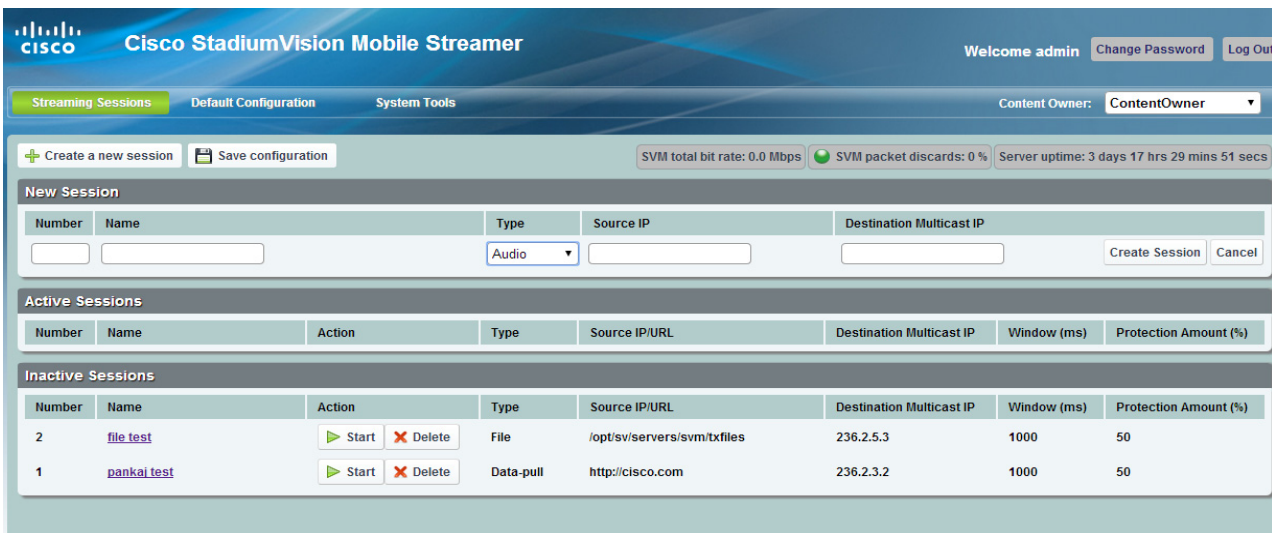 CISCO
Cisco StadiumVision Mobile Streamer
Welcome admin Change Password Log Out
Streaming Sessions Default Configuration System Tools Content Owner: ContentOwner
Create a new session Save configuration SVM total bit rate: 0.0 Mbps SVM packet discards: 0 % Server uptime: 3 days 17 hrs 29 mins 51 secs
New Session
Number Name Type Source IP Destination Multicast IP
Audio Create Session Cancel
Active Sessions
Number Name Action Type Source IP/URL Destination Multicast IP Window (ms) Protection Amount (%)
Inactive Sessions
Number Name Action Type Source IP/URL Destination Multicast IP Window (ms) Protection Amount (%)
2 file test Start Delete File /opt/sv/servers/svm/txfiles 236.2.5.3 1000 50
1 pankaj test Start Delete Data-pull http://cisco.com 236.2.3.2 1000 50